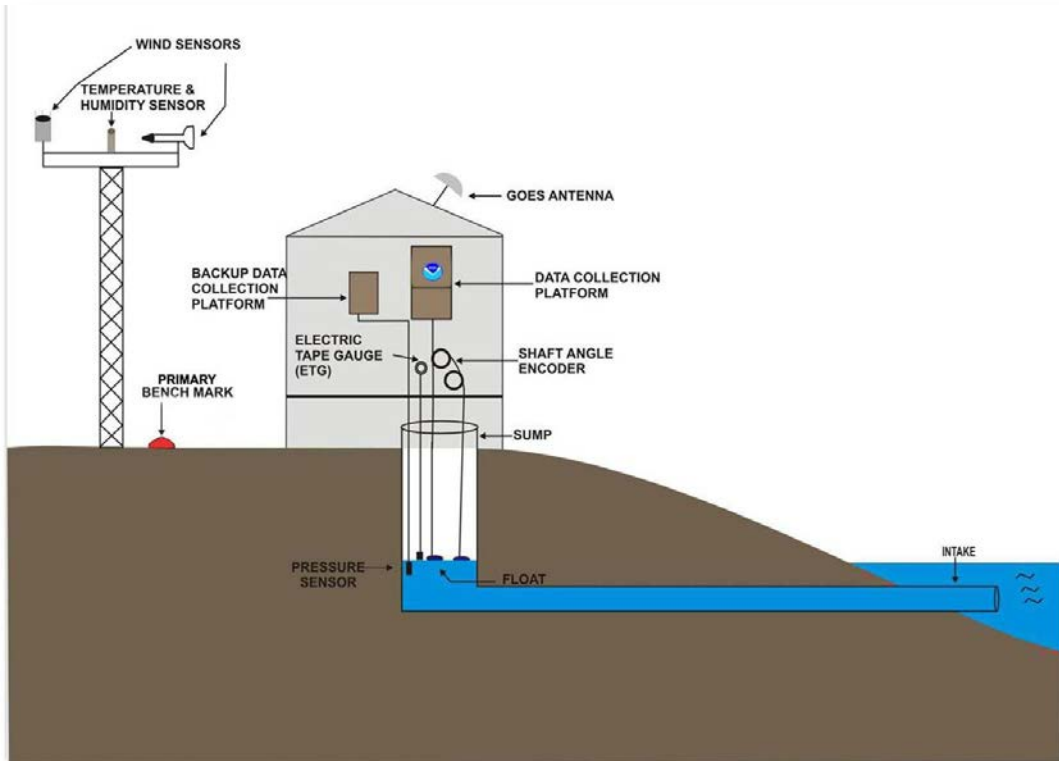 WIND SENSORS
TEMPERATURE &
HUMIDITY SENSOR
GOES ANTENNA
BACKUP DATA
COLLECTION
PLATFORM
DATA COLLECTION
PLATFORM
ELECTRIC
TAPE GAUGE
(ETG)
SHAFT ANGLE
ENCODER
PRIMARY
BENCH MARK
SUMP
PRESSURE
SENSOR
FLOAT
INTAKE